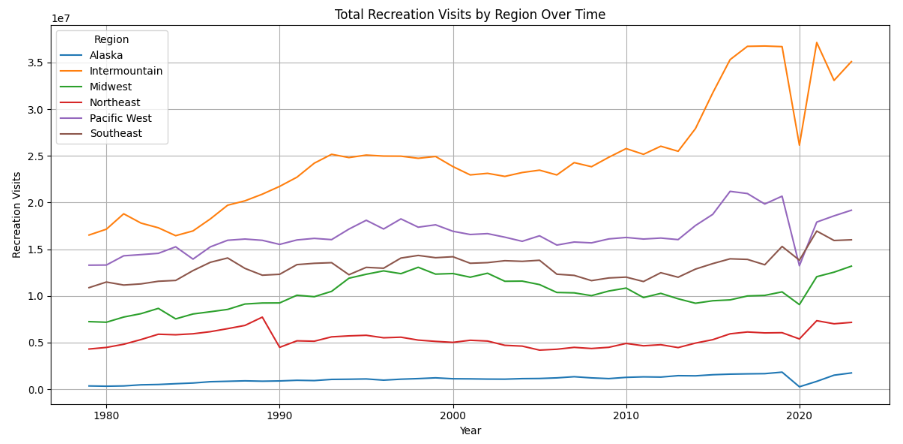 Total Recreation Visits by Region Over Time
1e7
Region
Alaska
Intermountain
Midwest
Northeast
Pacific West
Southeast
3.5
3.0
2.5
2.0
1.5
1.0
0.5
0.0
Recreation Visits
1980 1990 2000 2010 2020
Year